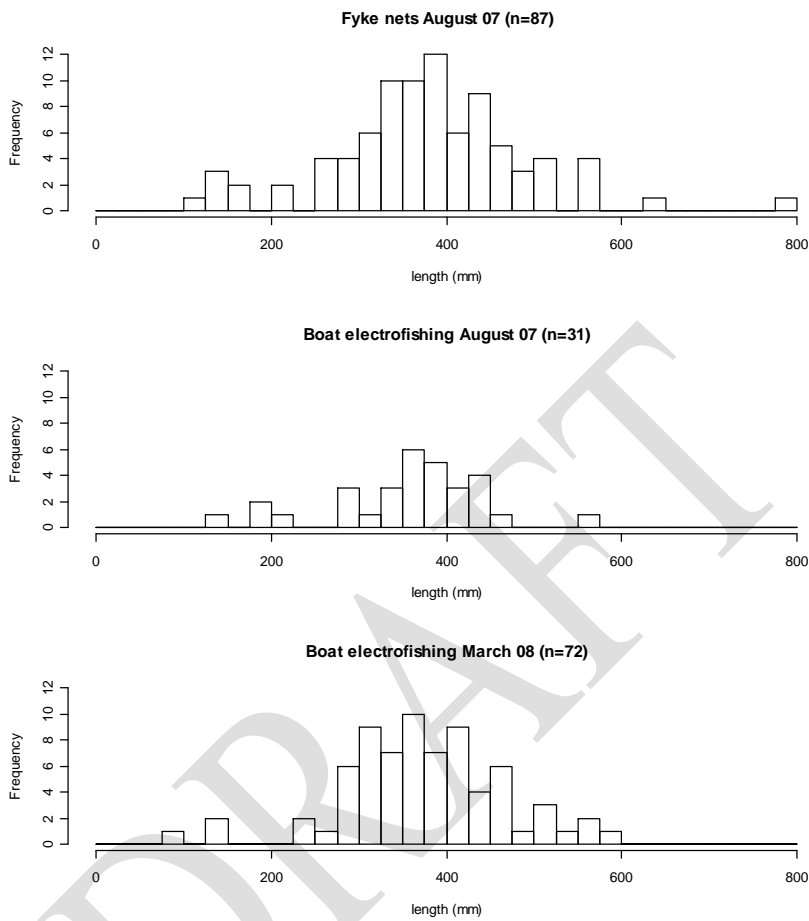 Fyke nets August 07 (n=87)
Frequency
0 2 4 6 8 10 12
0 200 400 600 800
length (mm)
Boat electrofishing August 07 (n=31)
Frequency
0 2 4 6 8 10 12
0 200 400 600 800
length (mm)
Boat electrofishing March 08 (n=72)
Frequency
0 2 4 6 8 10 12
0 200 400 600 800
length (mm)
DRAFT